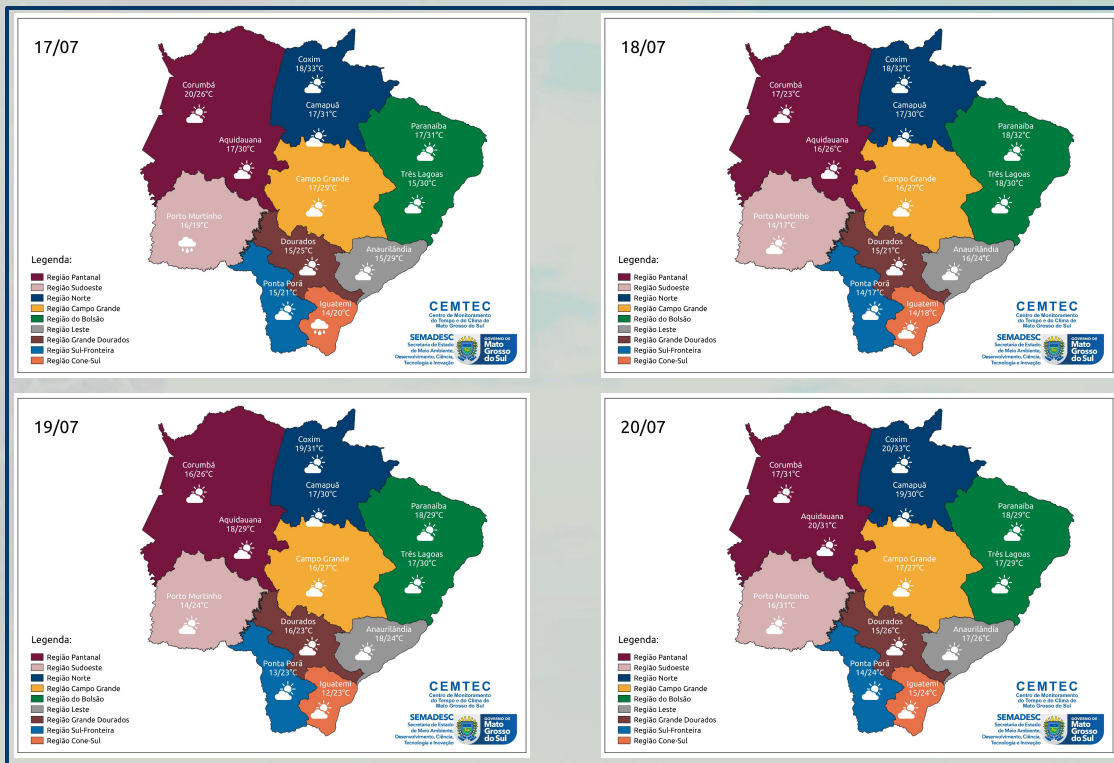 17/07
Coxim
18/33°C
Corumbá
20/26°C
Camapuã
17/31°C
Paranaíba
17/31°C
Aquidauana
17/30°C
Campo Grande
17/29°C
Três Lagoas
15/30°C
Porto Murtinho
16/19°C
Dourados
15/25°C
Anaurilândia
15/29°C
Ponta Porã
15/21°C
Iguatemi
14/20°C
Legenda:
Região Pantanal
Região Sudoeste
Região Norte
Região Campo Grande
Região do Bolsão
Região Leste
Região Grande Dourados
Região Sul-Fronteira
Região Cone-Sul
CEMTEC
Centro de Monitoramento
do Tempo e do Clima de
Mato Grosso do Sul
SEMADESC
Secretaria de Estado
de Meio Ambiente,
Desenvolvimento, Ciência,
Tecnologia e Inovação
GOVERNO DE
Mato
Grosso
do Sul
18/07
Coxim
18/32°C
Corumbá
17/23°C
Camapuã
17/30°C
Paranaíba
18/32°C
Aquidauana
16/26°C
Campo Grande
16/27°C
Três Lagoas
18/30°C
Porto Murtinho
14/17°C
Dourados
15/21°C
Anaurilândia
16/24°C
Ponta Porã
14/17°C
Iguatemi
14/18°C
Legenda:
Região Pantanal
Região Sudoeste
Região Norte
Região Campo Grande
Região do Bolsão
Região Leste
Região Grande Dourados
Região Sul-Fronteira
Região Cone-Sul
CEMTEC
Centro de Monitoramento
do Tempo e do Clima de
Mato Grosso do Sul
SEMADESC
Secretaria de Estado
de Meio Ambiente,
Desenvolvimento, Ciência,
Tecnologia e Inovação
GOVERNO DE
Mato
Grosso
do Sul
19/07
Coxim
19/31°C
Corumbá
16/26°C
Camapuã
17/30°C
Paranaíba
18/29°C
Aquidauana
18/29°C
Campo Grande
16/27°C
Três Lagoas
17/30°C
Porto Murtinho
14/24°C
Dourados
16/23°C
Anaurilândia
18/24°C
Ponta Porã
13/23°C
Iguatemi
12/23°C
Legenda:
Região Pantanal
Região Sudoeste
Região Norte
Região Campo Grande
Região do Bolsão
Região Leste
Região Grande Dourados
Região Sul-Fronteira
Região Cone-Sul
CEMTEC
Centro de Monitoramento
do Tempo e do Clima de
Mato Grosso do Sul
SEMADESC
Secretaria de Estado
de Meio Ambiente,
Desenvolvimento, Ciência,
Tecnologia e Inovação
GOVERNO DE
Mato
Grosso
do Sul
20/07
Coxim
20/33°C
Corumbá
17/31°C
Camapuã
19/30°C
Paranaíba
18/29°C
Aquidauana
20/31°C
Campo Grande
17/27°C
Três Lagoas
17/29°C
Porto Murtinho
16/31°C
Dourados
15/26°C
Anaurilândia
17/26°C
Ponta Porã
14/24°C
Iguatemi
15/24°C
Legenda:
Região Pantanal
Região Sudoeste
Região Norte
Região Campo Grande
Região do Bolsão
Região Leste
Região Grande Dourados
Região Sul-Fronteira
Região Cone-Sul
CEMTEC
Centro de Monitoramento
do Tempo e do Clima de
Mato Grosso do Sul
SEMADESC
Secretaria de Estado
de Meio Ambiente,
Desenvolvimento, Ciência,
Tecnologia e Inovação
GOVERNO DE
Mato
Grosso
do Sul